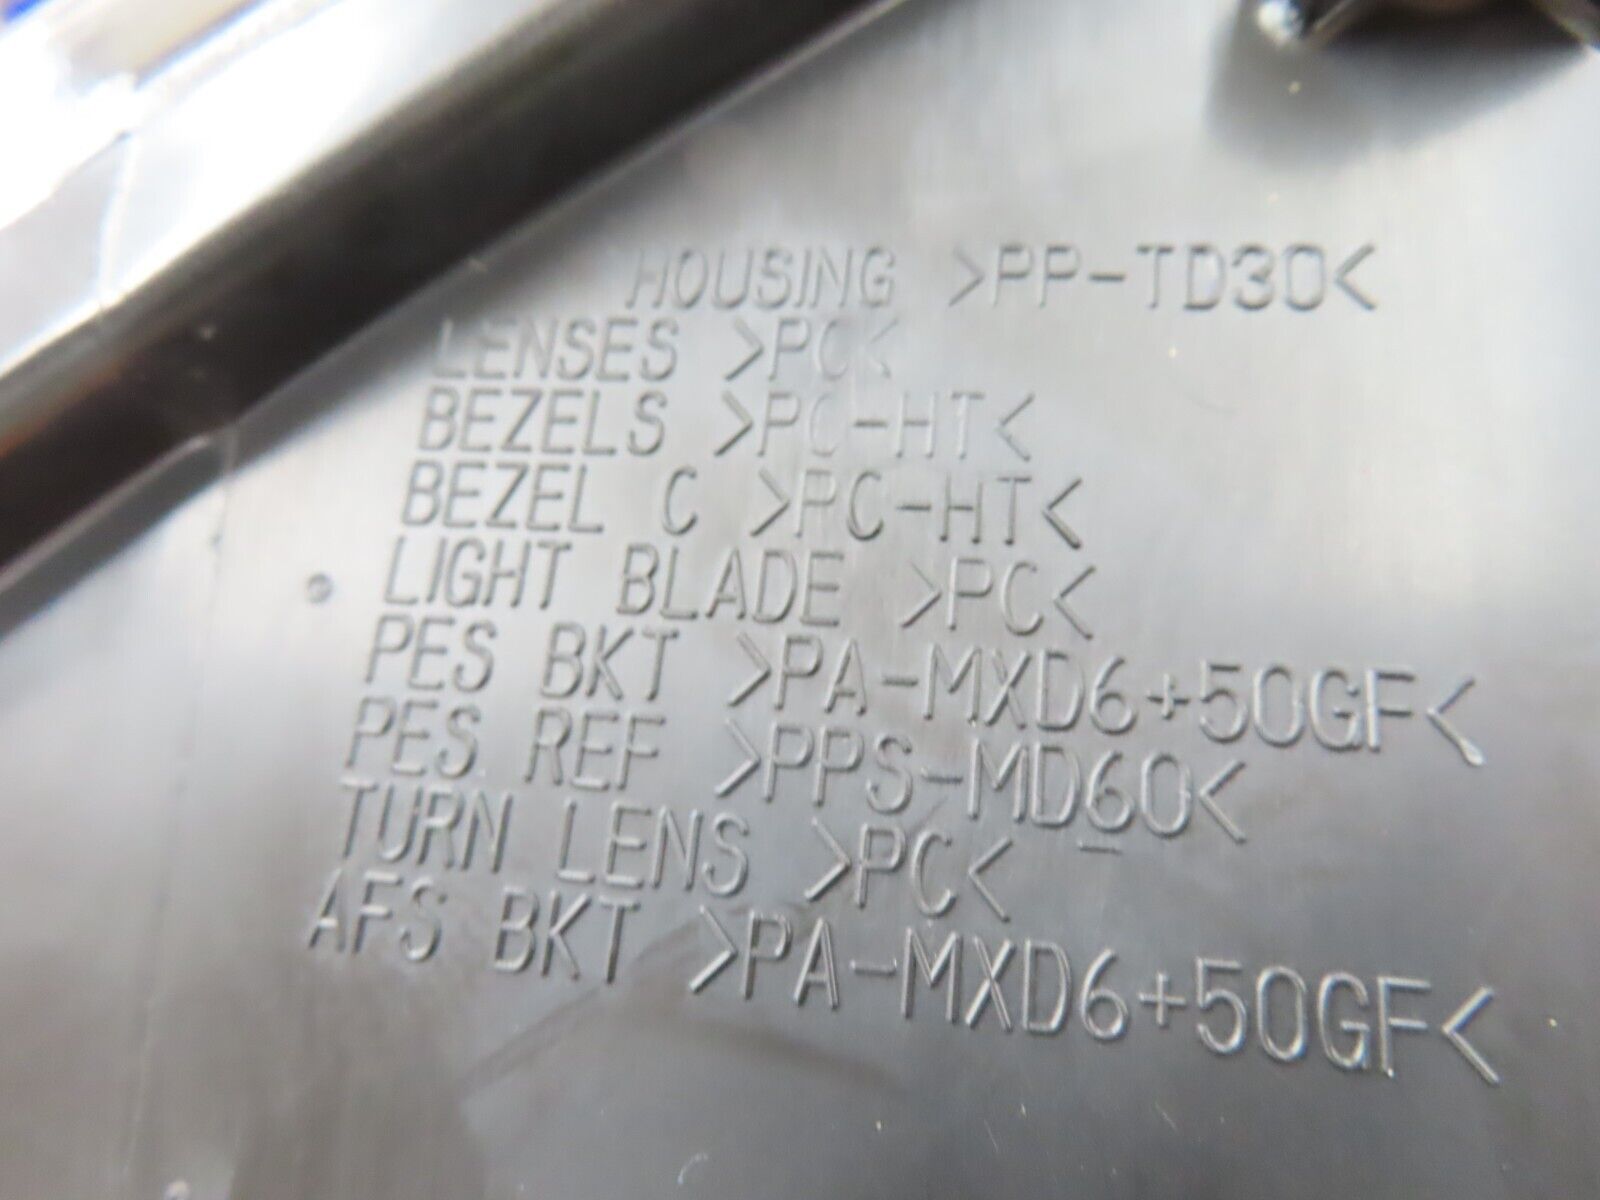 HOUSING >PP-TD30<
LENSES >PC<
BEZELS >PC-HT<
BEZEL C >PC-HT<
LIGHT BLADE >PC<
PES BKT >PA-MXD6+50GF<
PES REF >PPS-MD60<
TURN LENS >PC<
AFS BKT >PA-MXD6+50GF<